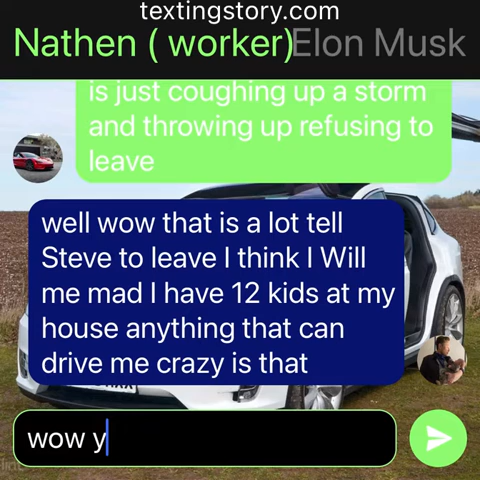 textingstory.com
Nathen ( worker)Elon Musk
is just coughing up a storm
and throwing up refusing to
leave
well wow that is a lot tell
Steve to leave I think I Will
me mad I have 12 kids at my
house anything that can
drive me crazy is that
wow y